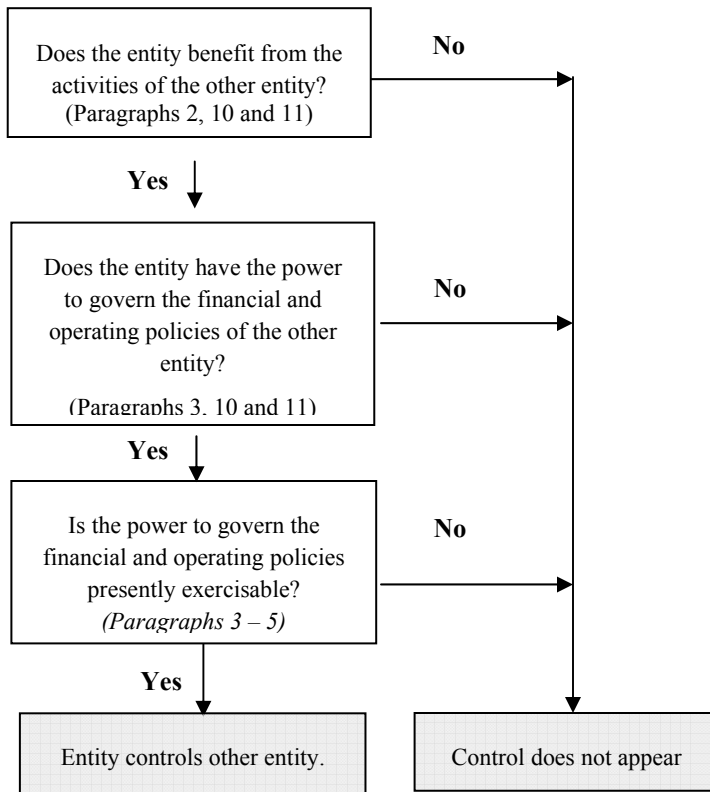 Does the entity benefit from the
activities of the other entity?
(Paragraphs 2, 10 and 11)
No
Yes
Does the entity have the power
to govern the financial and
operating policies of the other
entity?
(Paragraphs 3, 10 and 11)
No
Yes
Is the power to govern the
financial and operating policies
presently exercisable?
(Paragraphs 3 – 5)
No
Yes
Entity controls other entity.
Control does not appear